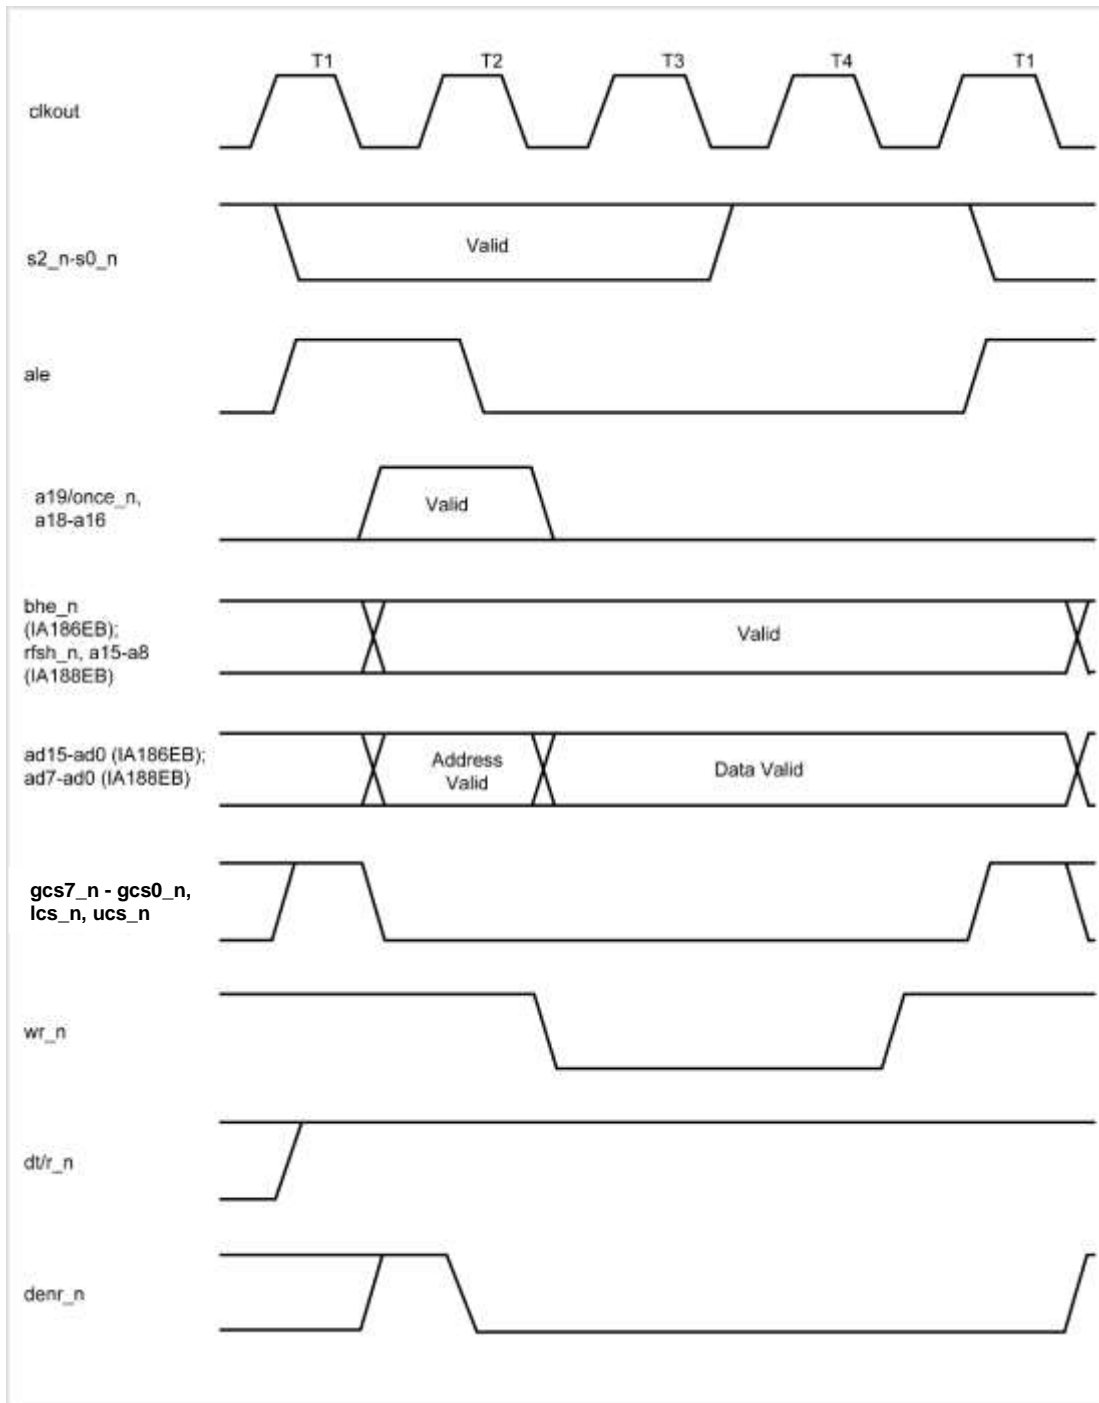 T1 T2 T3 T4 T1
clkout
Valid
s2_n-s0_n
ale
a19/once_n,
a18-a16
Valid
bhe_n
(IA186EB);
rfsh_n, a15-a8
(IA188EB)
Valid
ad15-ad0 (IA186EB);
ad7-ad0 (IA188EB)
Address
Valid
Data Valid
gcs7_n - gcs0_n,
lcs_n, ucs_n
wr_n
dt/r_n
denr_n